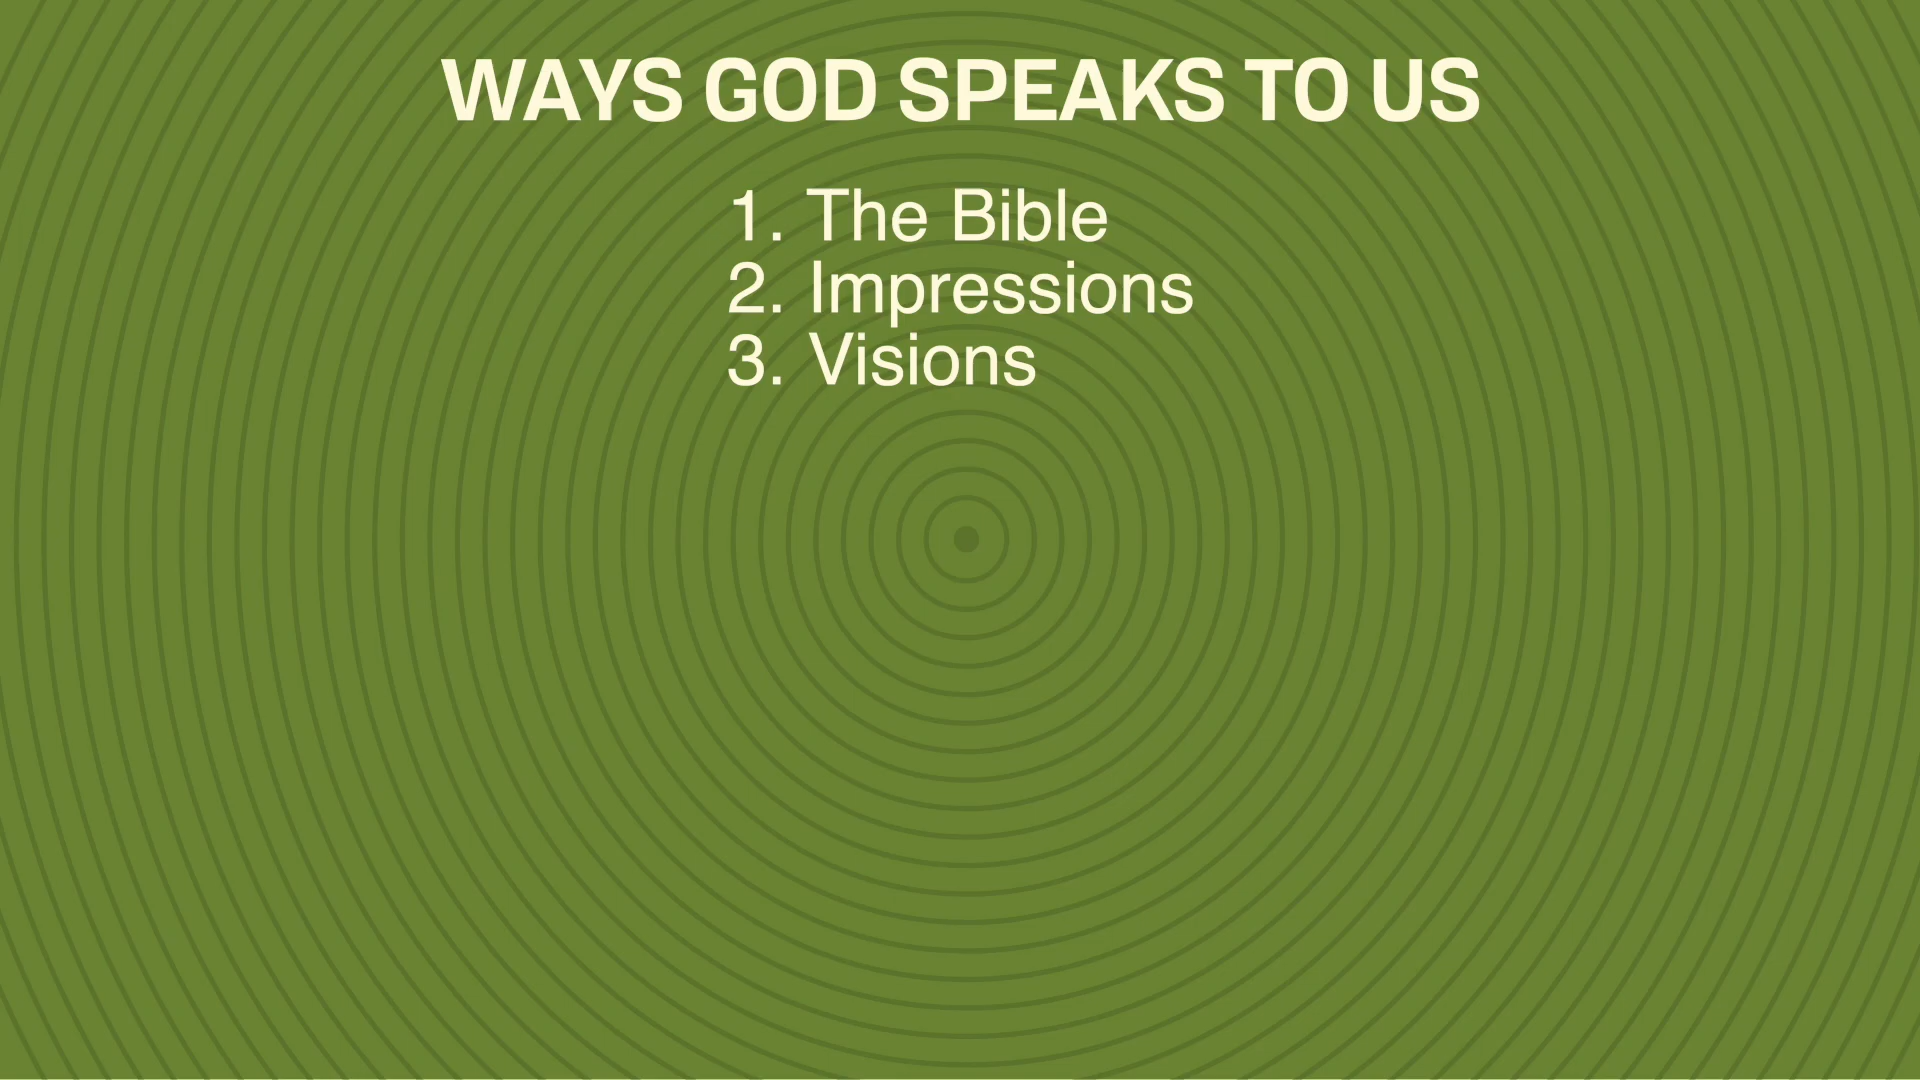 WAYS GOD SPEAKS TO US
1. The Bible
2. Impressions
3. Visions